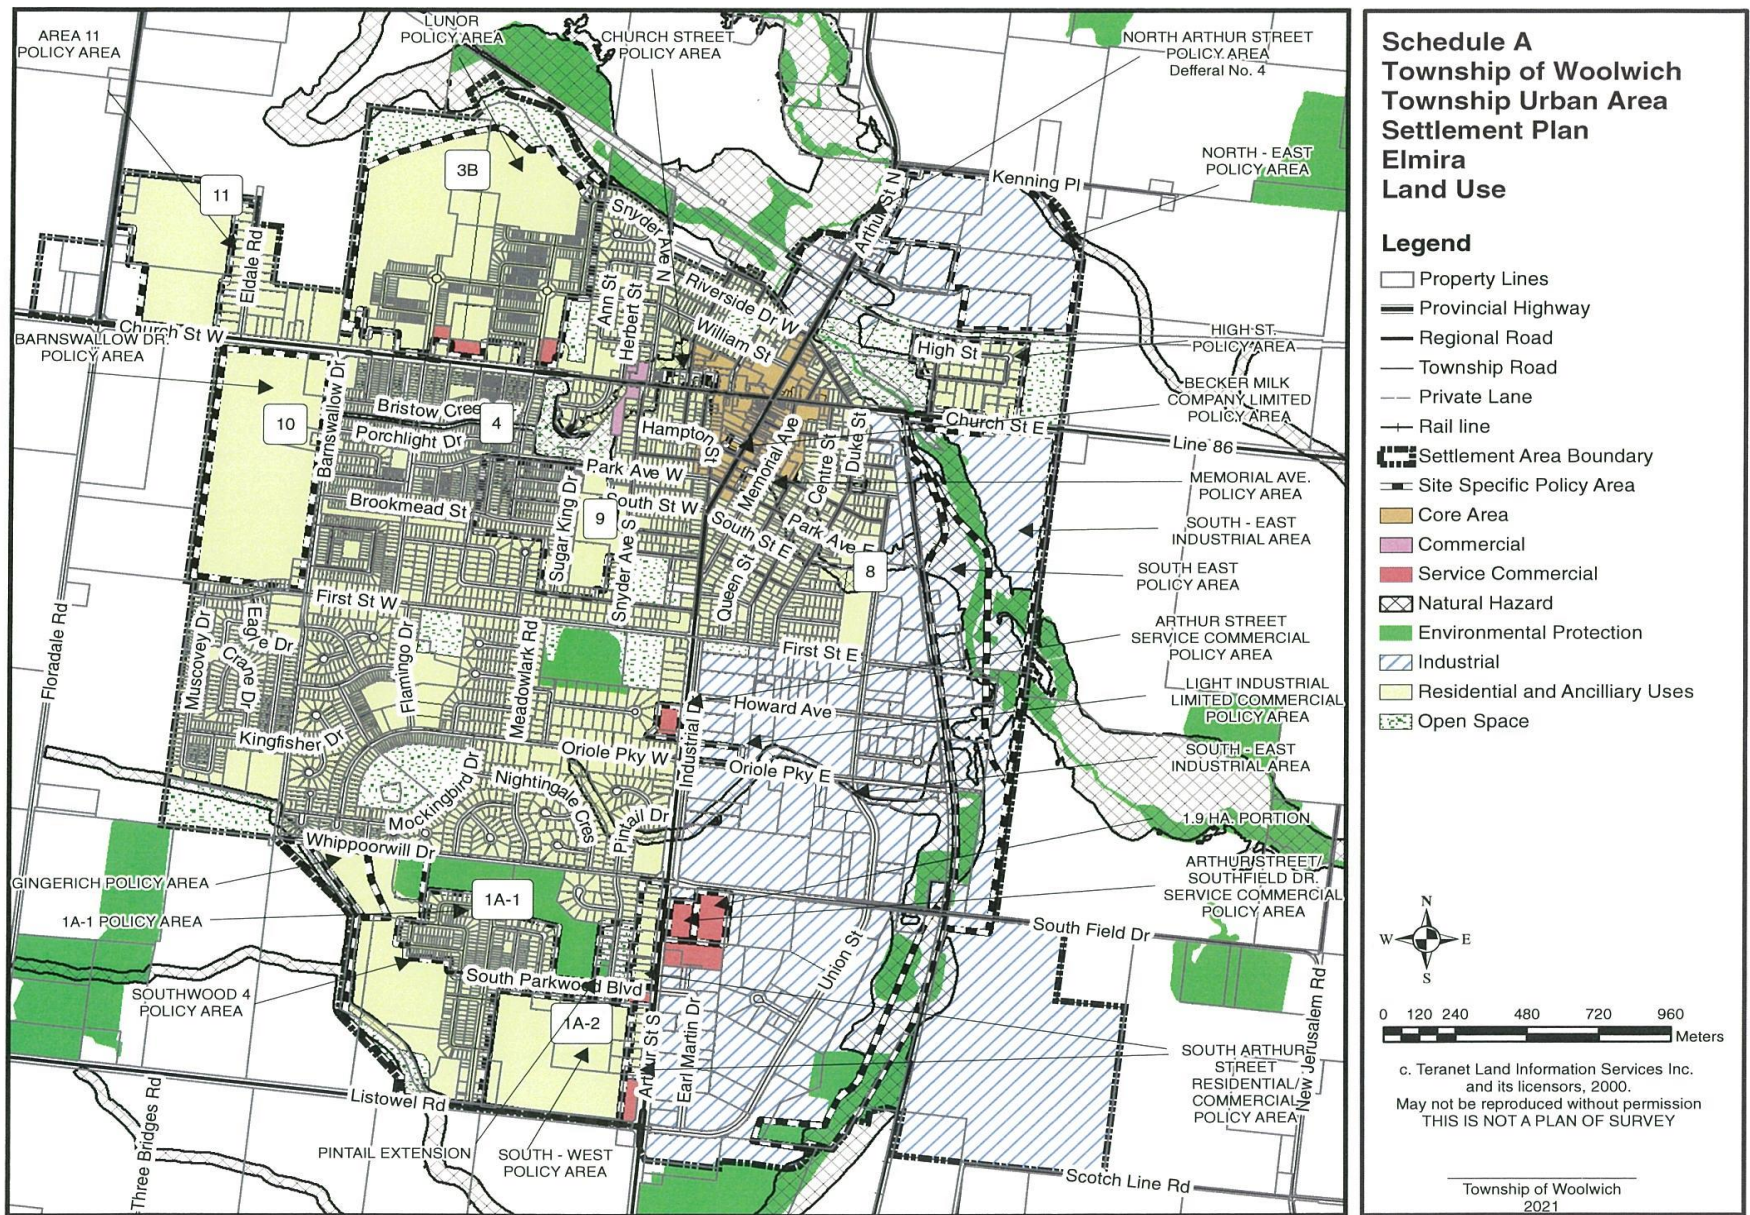 AREA 11
POLICY AREA
LUNOR
POLICY AREA
CHURCH STREET
POLICY AREA
NORTH ARTHUR STREET
POLICY AREA
Defferal No. 4
NORTH - EAST
POLICY AREA
Kenning Pl
3B
11
Snyder Ave N
Arthur St N
Eldale Rd
Ann St
Herbert St
Riverside Dr W
William St
Church St W
BARNSWALLOW DR.
POLICY AREA
High St
HIGH ST.
POLICY AREA
BECKER MILK
COMPANY LIMITED
POLICY AREA
Barnswallow Dr
10
Bristow Cree
4
Porchlight Dr
Hampton St
Memorial Ave
Centre St
Duke St
Church St E
Line 86
Park Ave W
MEMORIAL AVE.
POLICY AREA
Brookmead St
Sugar King Dr
9
South St W
South St E
Park Ave E
SOUTH - EAST
INDUSTRIAL AREA
8
SOUTH EAST
POLICY AREA
Snyder Ave S
Queen St
First St W
Floradale Rd
Muscovey Dr
Eagle Dr
Crane Dr
Flamingo Dr
Meadowlark Rd
First St E
ARTHUR STREET
SERVICE COMMERCIAL
POLICY AREA
Howard Ave
LIGHT INDUSTRIAL
LIMITED COMMERCIAL
POLICY AREA
Kingfisher Dr
Oriole Pky W
Industrial D
Oriole Pky E
SOUTH - EAST
INDUSTRIAL AREA
Mockingbird Dr
Nightingale Cres
Pintail Dr
1.9 HA. PORTION
Whippoorwill Dr
GINGERICH POLICY AREA
1A-1
ARTHUR STREET/
SOUTHFIELD DR.
SERVICE COMMERCIAL
POLICY AREA
1A-1 POLICY AREA
South Field Dr
South Parkwood Blvd
Union St
SOUTHWOOD 4
POLICY AREA
1A-2
Arthur St S
Earl Martin Dr
New Jerusalem Rd
SOUTH ARTHUR
STREET
RESIDENTIAL/
COMMERCIAL
POLICY AREA
Listowel Rd
Three Bridges Rd
PINTAIL EXTENSION
SOUTH - WEST
POLICY AREA
Scotch Line Rd
Schedule A
Township of Woolwich
Township Urban Area
Settlement Plan
Elmira
Land Use
Legend
Property Lines
Provincial Highway
Regional Road
Township Road
Private Lane
Rail line
Settlement Area Boundary
Site Specific Policy Area
Core Area
Commercial
Service Commercial
Natural Hazard
Environmental Protection
Industrial
Residential and Ancilliary Uses
Open Space
N
W E
S
0 120 240 480 720 960
Meters
c. Teranet Land Information Services Inc.
and its licensors, 2000.
May not be reproduced without permission
THIS IS NOT A PLAN OF SURVEY
Township of Woolwich
2021